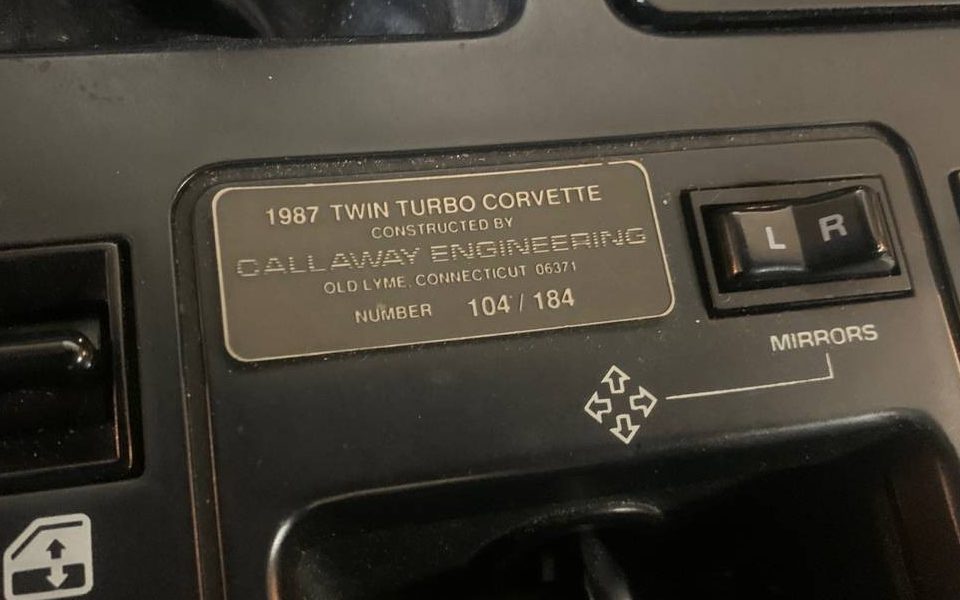 1987 TWIN TURBO CORVETTE
CONSTRUCTED BY
CALLAWAY ENGINEERING
OLD LYME, CONNECTICUT 06371
NUMBER 104 / 184
L R
MIRRORS